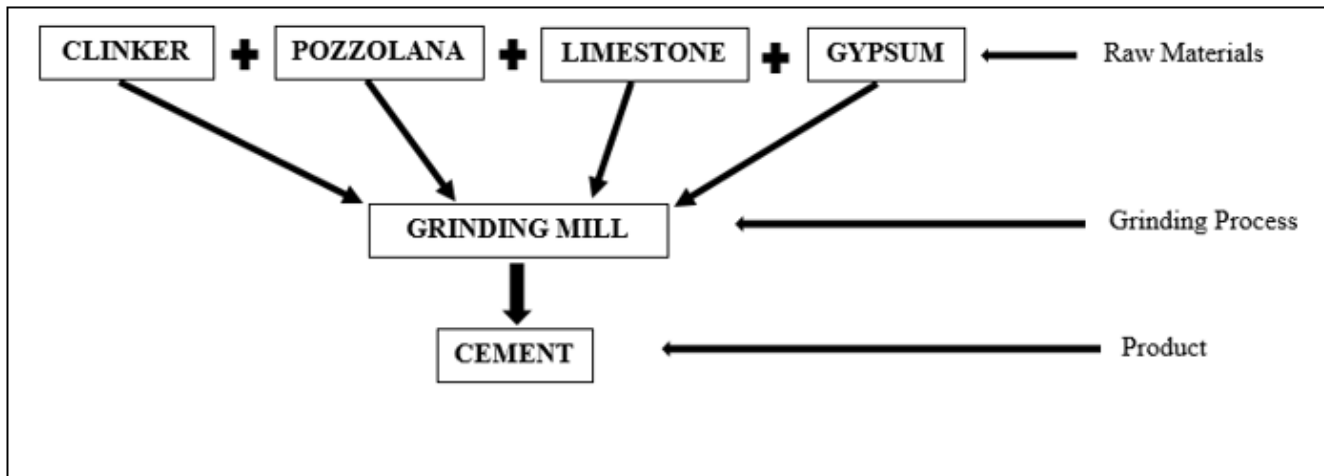 CLINKER + POZZOLANA + LIMESTONE + GYPSUM Raw Materials
GRINDING MILL Grinding Process
CEMENT Product